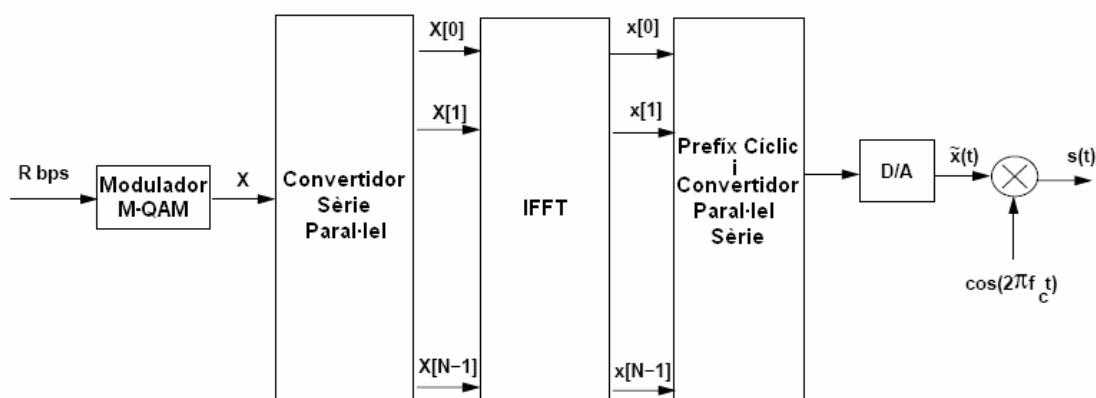 R bps
Modulador
M-QAM
X
Convertidor
Sèrie
Paral·lel
X[0]
X[1]
X[N−1]
IFFT
x[0]
x[1]
x[N−1]
Prefíx Cíclic
i
Convertidor
Paral·lel
Sèrie
D/A
x̃(t)
s(t)
cos(2πf_c t)